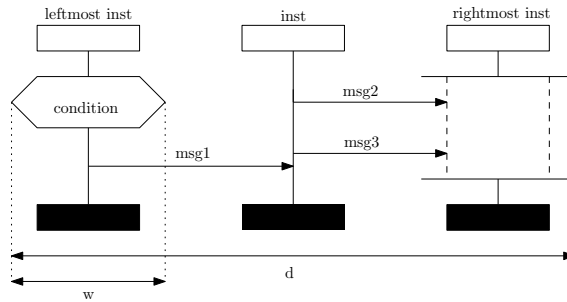 leftmost inst
inst
rightmost inst
condition
msg2
msg3
msg1
d
w